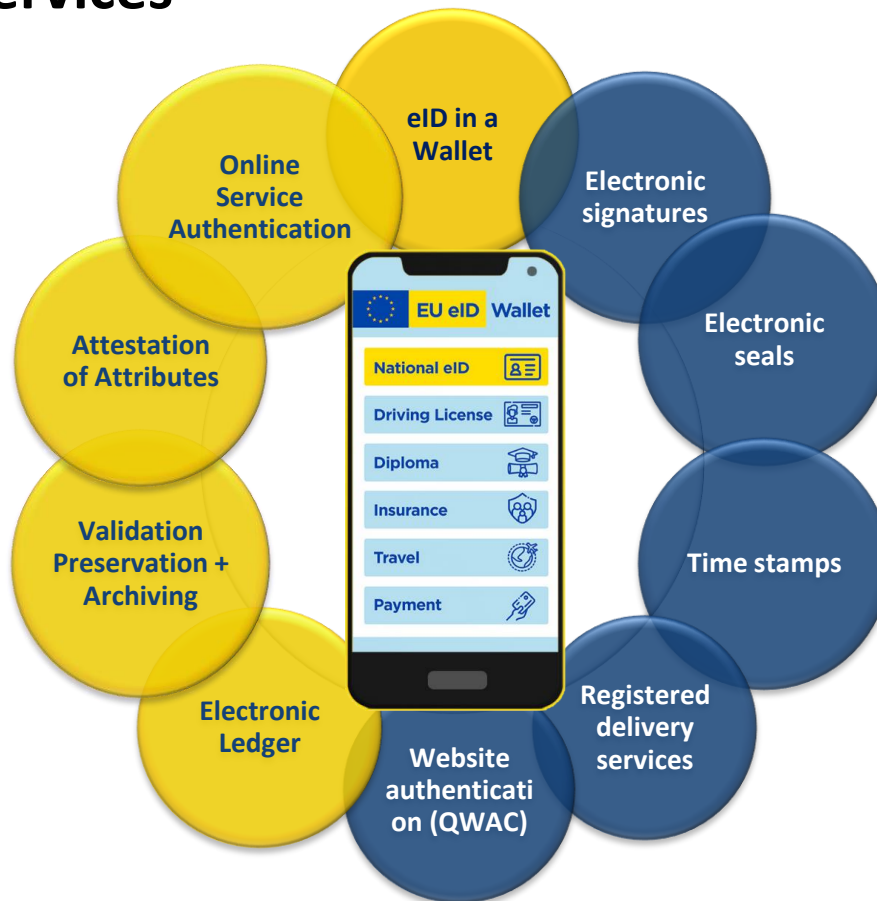 eID in a
Wallet
Electronic
signatures
Electronic
seals
Time stamps
Registered
delivery
services
Website
authenticati
on (QWAC)
Electronic
Ledger
Validation
Preservation +
Archiving
Attestation
of Attributes
Online
Service
Authentication
EU eID Wallet
National eID
Driving License
Diploma
Insurance
Travel
Payment